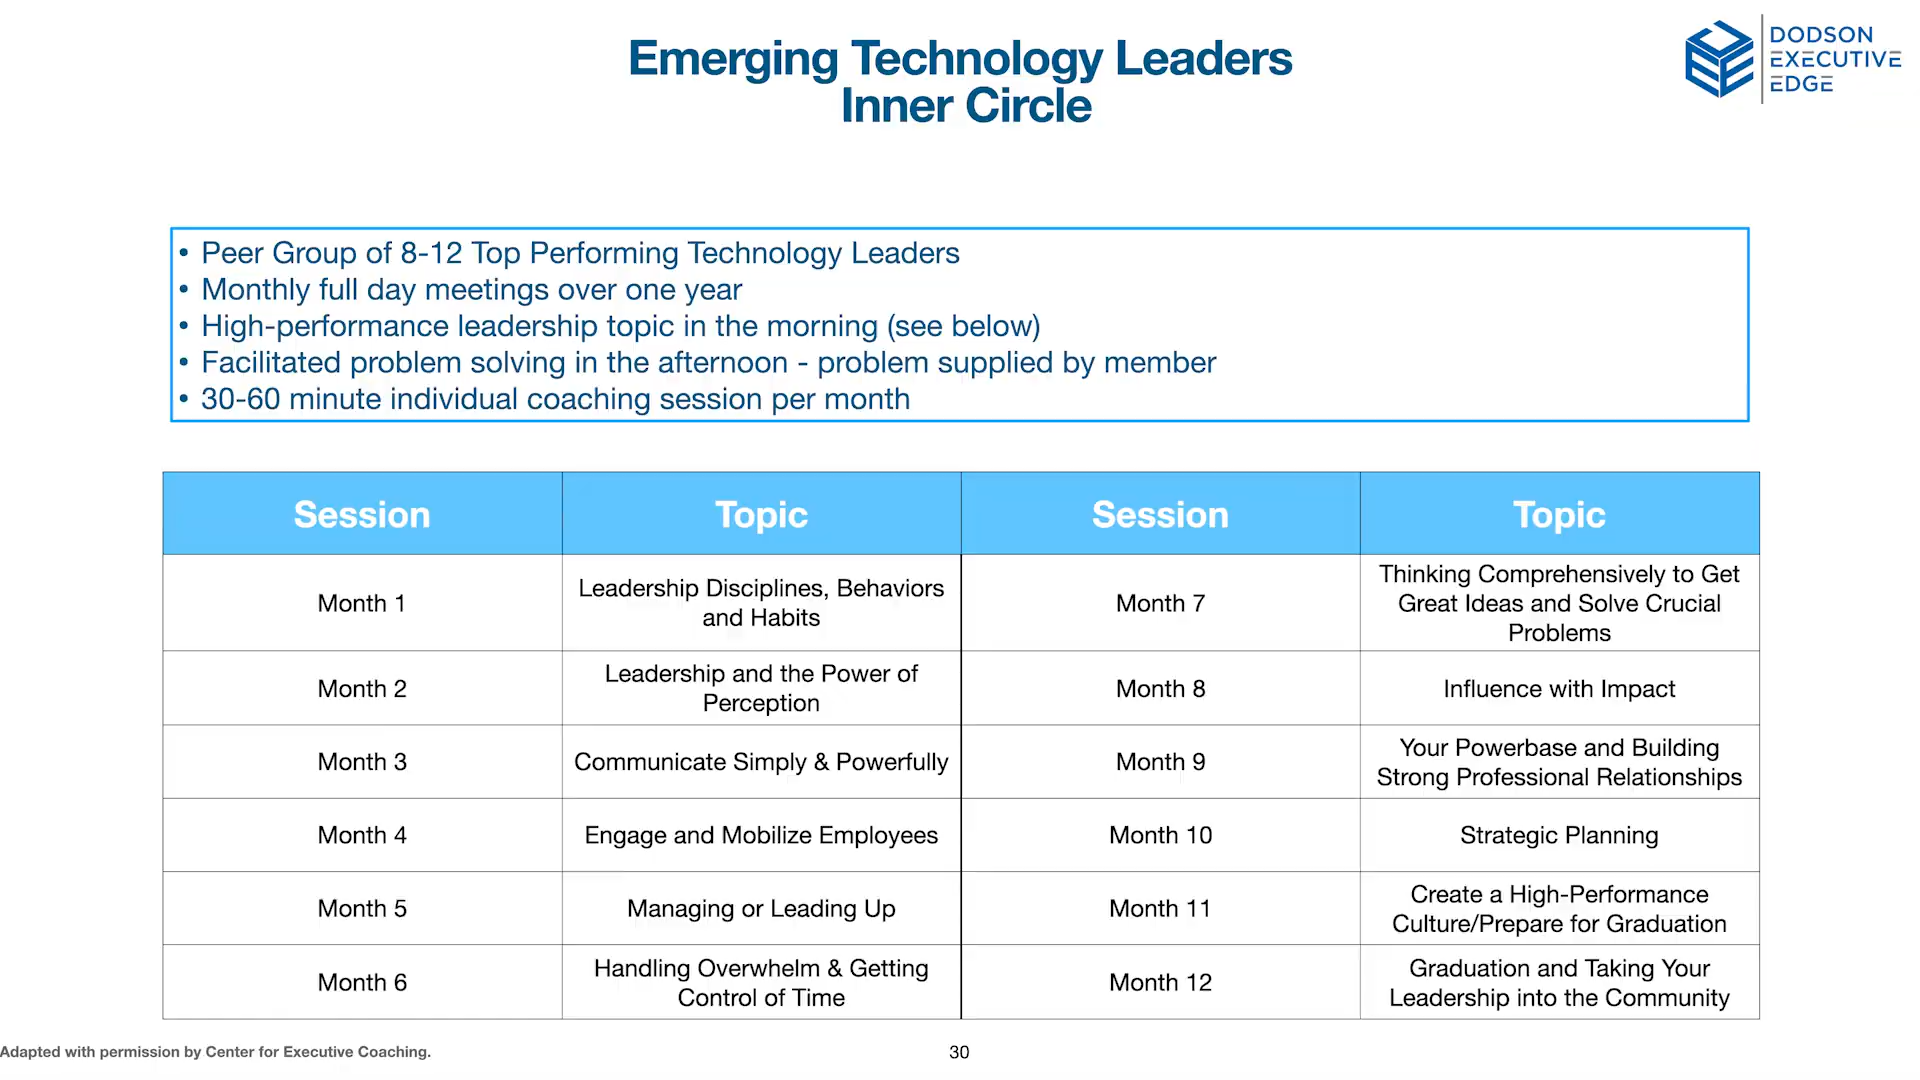 Emerging Technology Leaders
Inner Circle
DODSON
EXECUTIVE
EDGE
• Peer Group of 8-12 Top Performing Technology Leaders
• Monthly full day meetings over one year
• High-performance leadership topic in the morning (see below)
• Facilitated problem solving in the afternoon - problem supplied by member
• 30-60 minute individual coaching session per month
Session Topic Session Topic
Month 1
Leadership Disciplines, Behaviors
and Habits
Month 7
Thinking Comprehensively to Get
Great Ideas and Solve Crucial
Problems
Month 2
Leadership and the Power of
Perception
Month 8
Influence with Impact
Month 3
Communicate Simply & Powerfully
Month 9
Your Powerbase and Building
Strong Professional Relationships
Month 4
Engage and Mobilize Employees
Month 10
Strategic Planning
Month 5
Managing or Leading Up
Month 11
Create a High-Performance
Culture/Prepare for Graduation
Month 6
Handling Overwhelm & Getting
Control of Time
Month 12
Graduation and Taking Your
Leadership into the Community
Adapted with permission by Center for Executive Coaching.
30